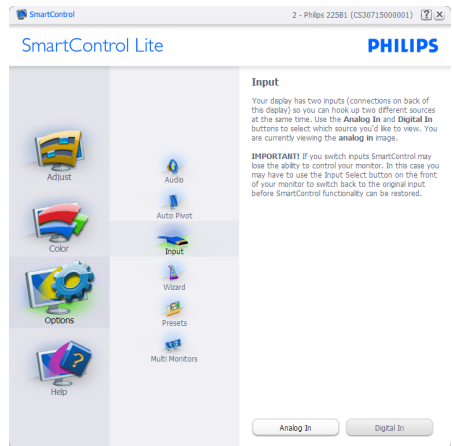 SmartControl
2 - Philips 225B1 (CS30715000001)
SmartControl Lite
PHILIPS
Adjust
Color
Options
Help
Audio
Auto Pivot
Input
Wizard
Presets
Multi Monitors
Input
Your display has two inputs (connections on back of
this display) so you can hook up two different sources
at the same time. Use the Analog In and Digital In
buttons to select which source you'd like to view. You
are currently viewing the analog in image.
IMPORTANT! If you switch inputs SmartControl may
lose the ability to control your monitor. In this case you
may have to use the Input Select button on the front
of your monitor to switch back to the original input
before SmartControl functionality can be restored.
Analog In
Digital In